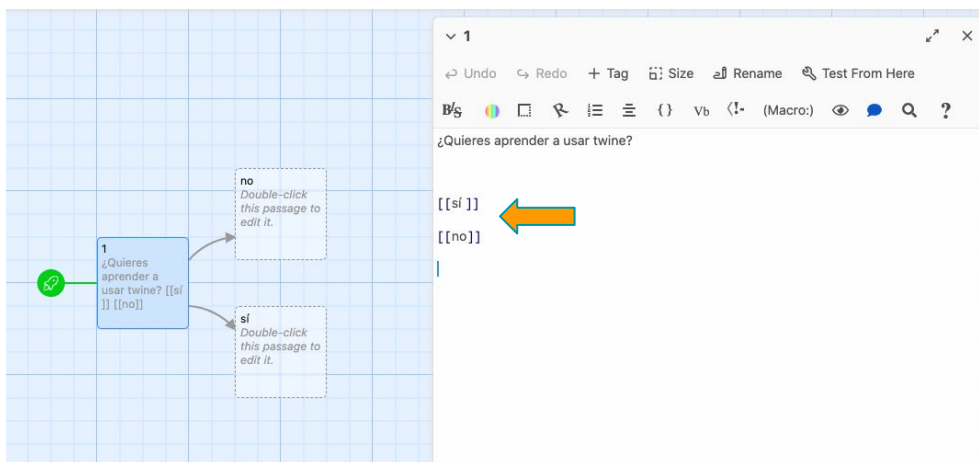 no
Double-click
this passage to
edit it.
1
¿Quieres
aprender a
usar twine? [[sí
]] [[no]]
sí
Double-click
this passage to
edit it.
1
Undo Redo + Tag Size Rename Test From Here
BIS {} Vb (Macro:) ?
¿Quieres aprender a usar twine?
[[sí ]]
[[no]]